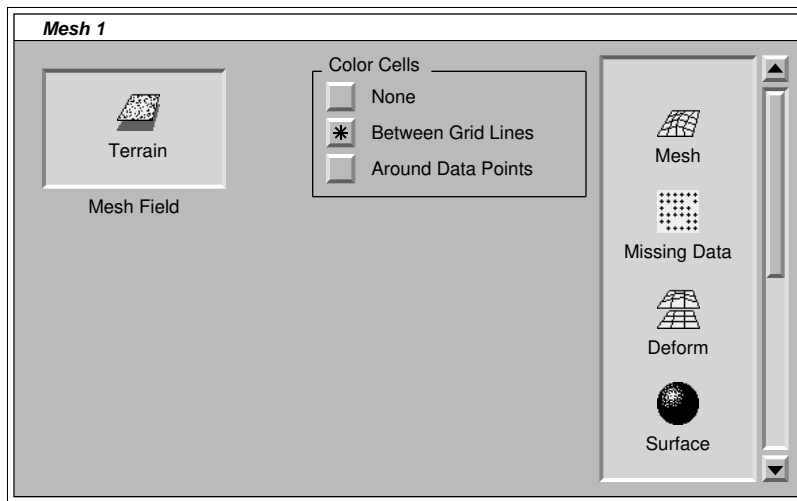 Mesh 1
Terrain
Mesh Field
Color Cells
None
Between Grid Lines
Around Data Points
Mesh
Missing Data
Deform
Surface